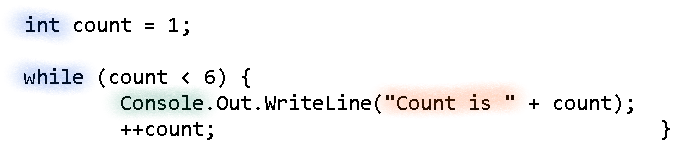 int count = 1;
while (count < 6) {
Console.Out.WriteLine("Count is " + count);
++count; }